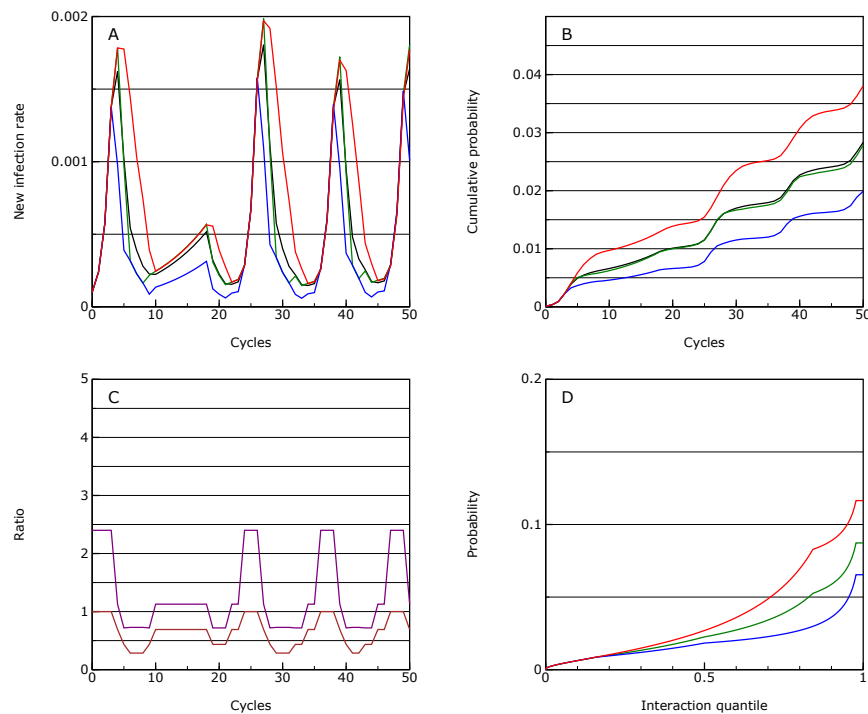 A
0.002
0.001
0
New infection rate
0 10 20 30 40 50
Cycles
B
0.04
0.03
0.02
0.01
0
Cumulative probability
0 10 20 30 40 50
Cycles
C
5
4
3
2
1
0
Ratio
0 10 20 30 40 50
Cycles
D
0.2
0.1
0
Probability
0 0.5 1
Interaction quantile